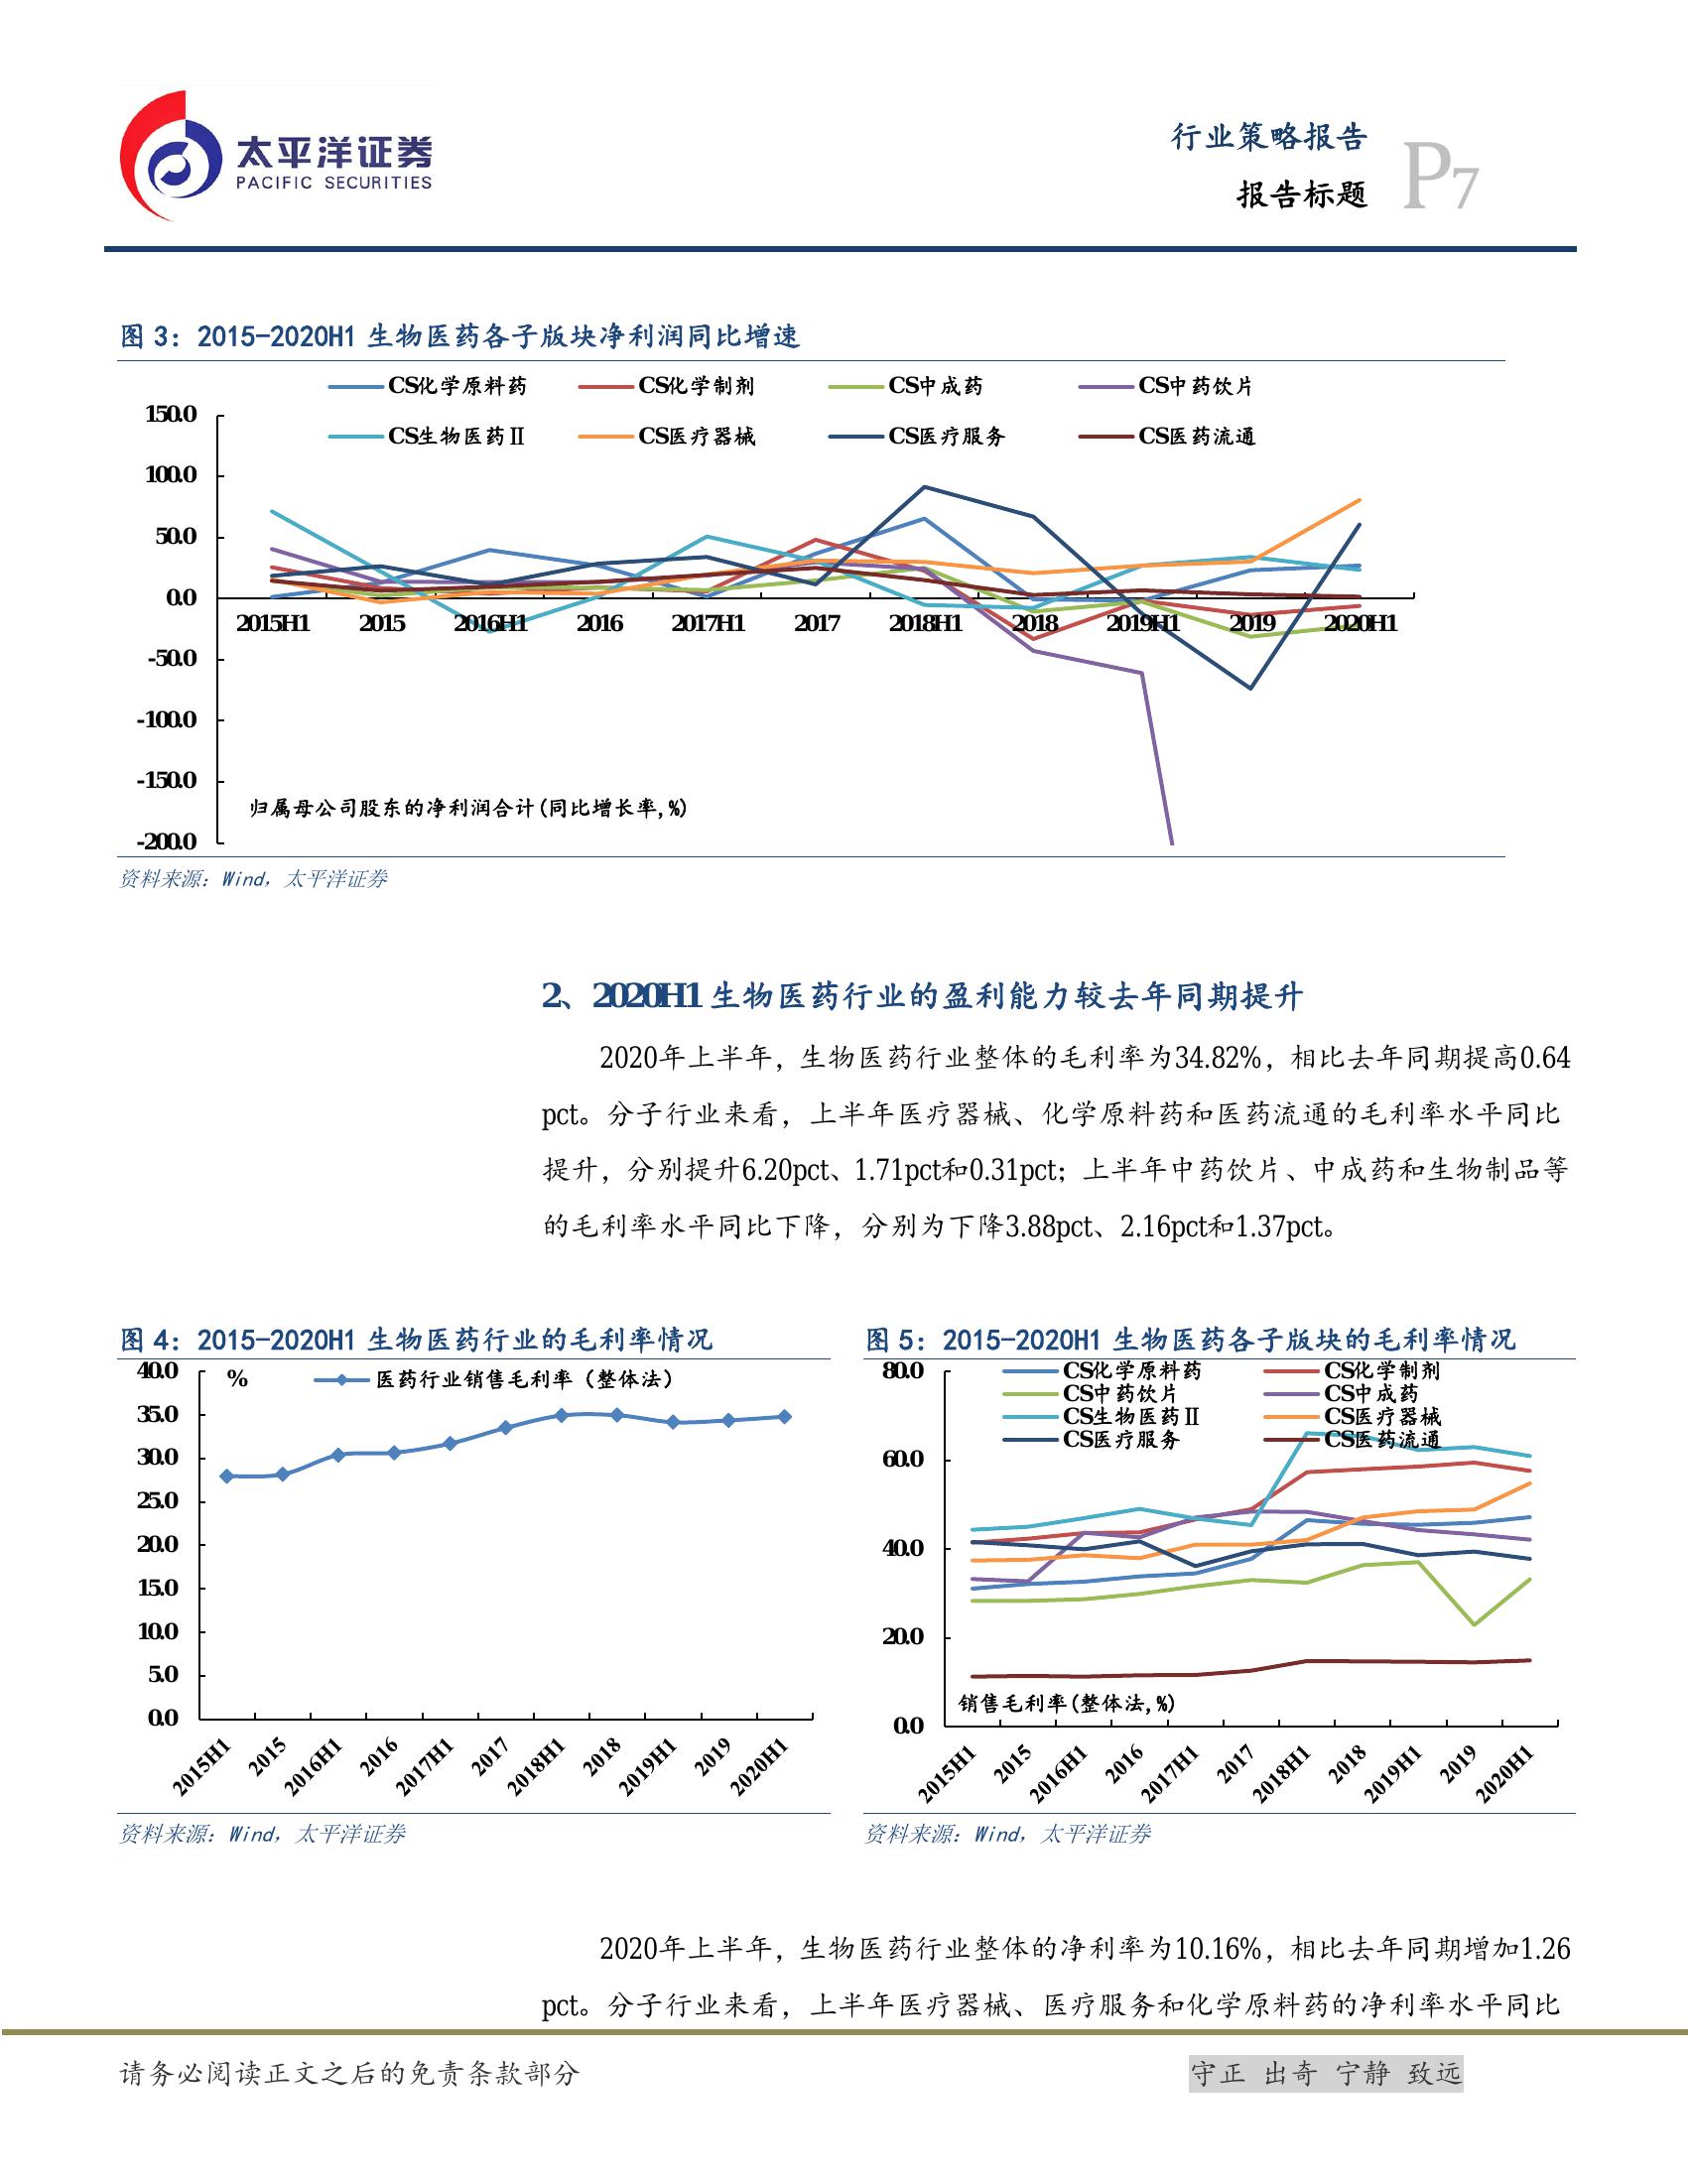 太平洋证券
PACIFIC SECURITIES
行业策略报告
报告标题
P7
图 3：2015-2020H1 生物医药各子版块净利润同比增速
CS化学原料药 CS化学制剂 CS中成药 CS中药饮片
CS生物医药Ⅱ CS医疗器械 CS医疗服务 CS医药流通
150.0
100.0
50.0
0.0
-50.0
-100.0
-150.0
-200.0
2015H1 2015 2016H1 2016 2017H1 2017 2018H1 2018 2019H1 2019 2020H1
归属母公司股东的净利润合计(同比增长率,%)
资料来源：Wind，太平洋证券
2、2020H1 生物医药行业的盈利能力较去年同期提升
2020年上半年，生物医药行业整体的毛利率为34.82%，相比去年同期提高0.64
pct。分子行业来看，上半年医疗器械、化学原料药和医药流通的毛利率水平同比
提升，分别提升6.20pct、1.71pct和0.31pct；上半年中药饮片、中成药和生物制品等
的毛利率水平同比下降，分别为下降3.88pct、2.16pct和1.37pct。
图 4：2015-2020H1 生物医药行业的毛利率情况
% 医药行业销售毛利率（整体法）
40.0
35.0
30.0
25.0
20.0
15.0
10.0
5.0
0.0
2015H1 2015 2016H1 2016 2017H1 2017 2018H1 2018 2019H1 2019 2020H1
资料来源：Wind，太平洋证券
图 5：2015-2020H1 生物医药各子版块的毛利率情况
CS化学原料药 CS化学制剂
CS中药饮片 CS中成药
CS生物医药Ⅱ CS医疗器械
CS医疗服务 CS医药流通
80.0
60.0
40.0
20.0
0.0
销售毛利率(整体法,%)
2015H1 2015 2016H1 2016 2017H1 2017 2018H1 2018 2019H1 2019 2020H1
资料来源：Wind，太平洋证券
2020年上半年，生物医药行业整体的净利率为10.16%，相比去年同期增加1.26
pct。分子行业来看，上半年医疗器械、医疗服务和化学原料药的净利率水平同比
请务必阅读正文之后的免责条款部分
守正 出奇 宁静 致远